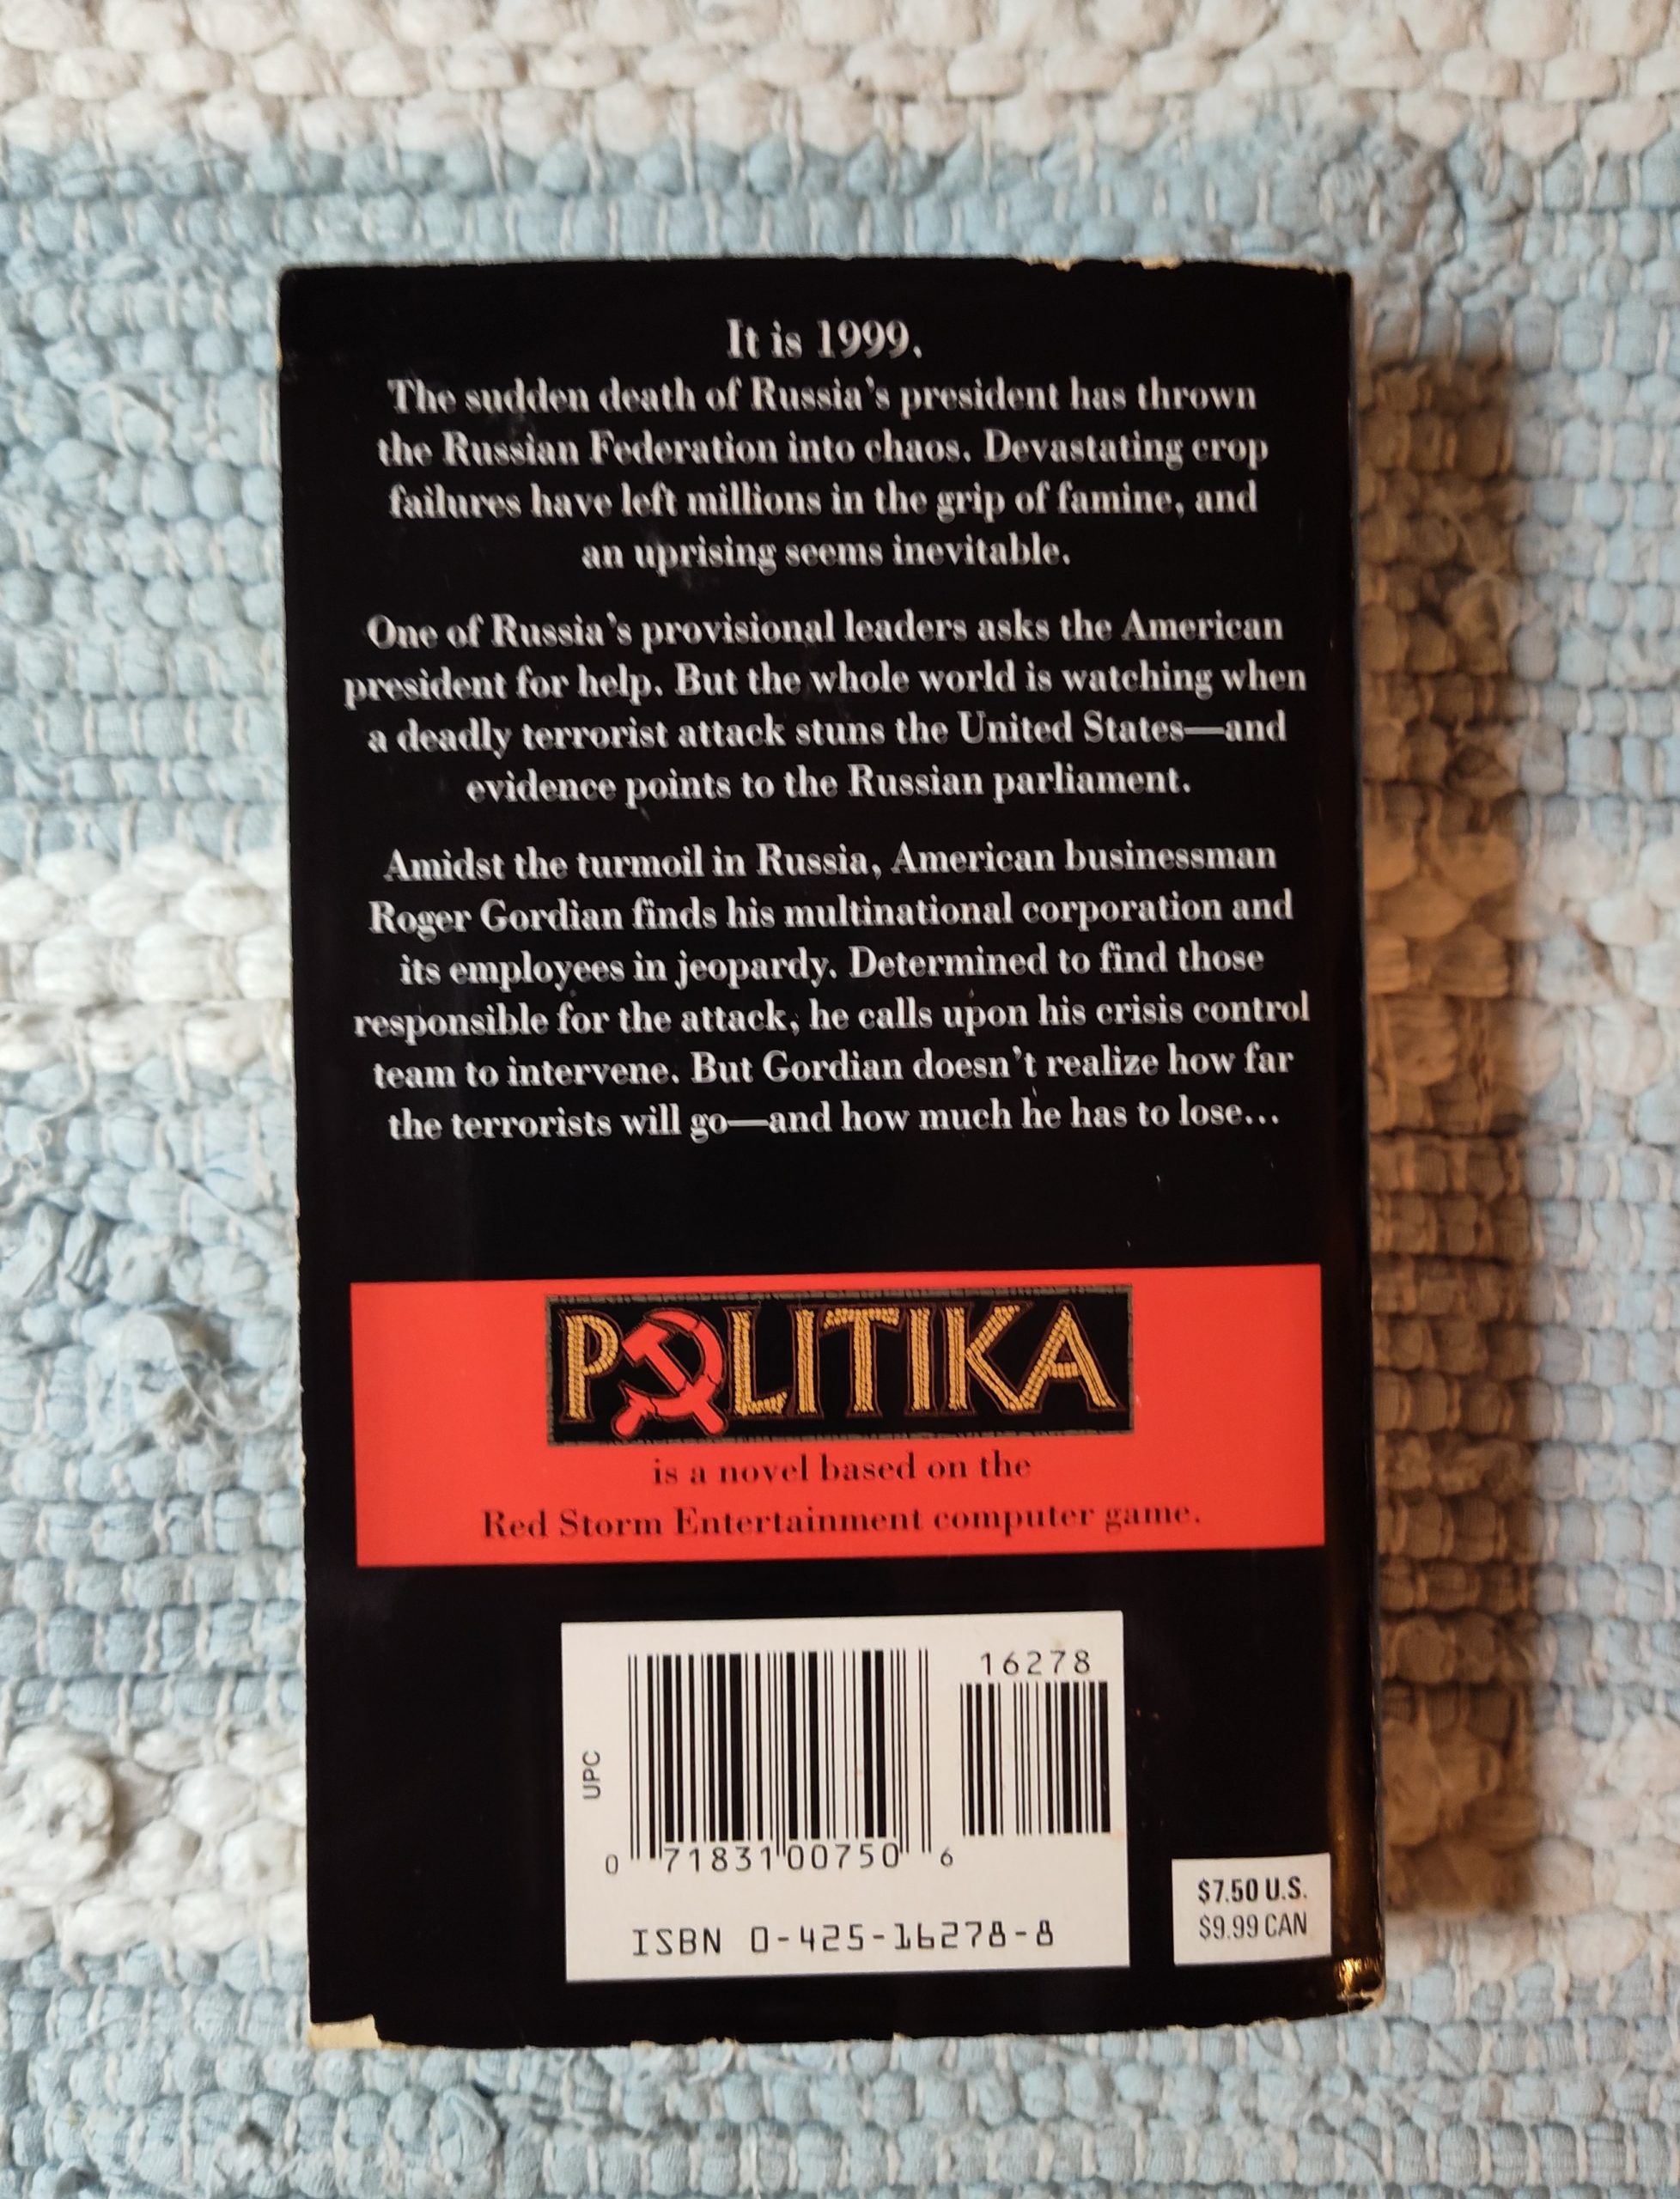 It is 1999.
The sudden death of Russia's president has thrown
the Russian Federation into chaos. Devastating crop
failures have left millions in the grip of famine, and
an uprising seems inevitable.
One of Russia's provisional leaders asks the American
president for help. But the whole world is watching when
a deadly terrorist attack stuns the United States—and
evidence points to the Russian parliament.
Amidst the turmoil in Russia, American businessman
Roger Gordian finds his multinational corporation and
its employees in jeopardy. Determined to find those
responsible for the attack, he calls upon his crisis control
team to intervene. But Gordian doesn't realize how far
the terrorists will go—and how much he has to lose...
POLITIKA
is a novel based on the
Red Storm Entertainment computer game.
16278
UPC
0 71831 00750 6
ISBN 0-425-16278-8
$7.50 U.S.
$9.99 CAN